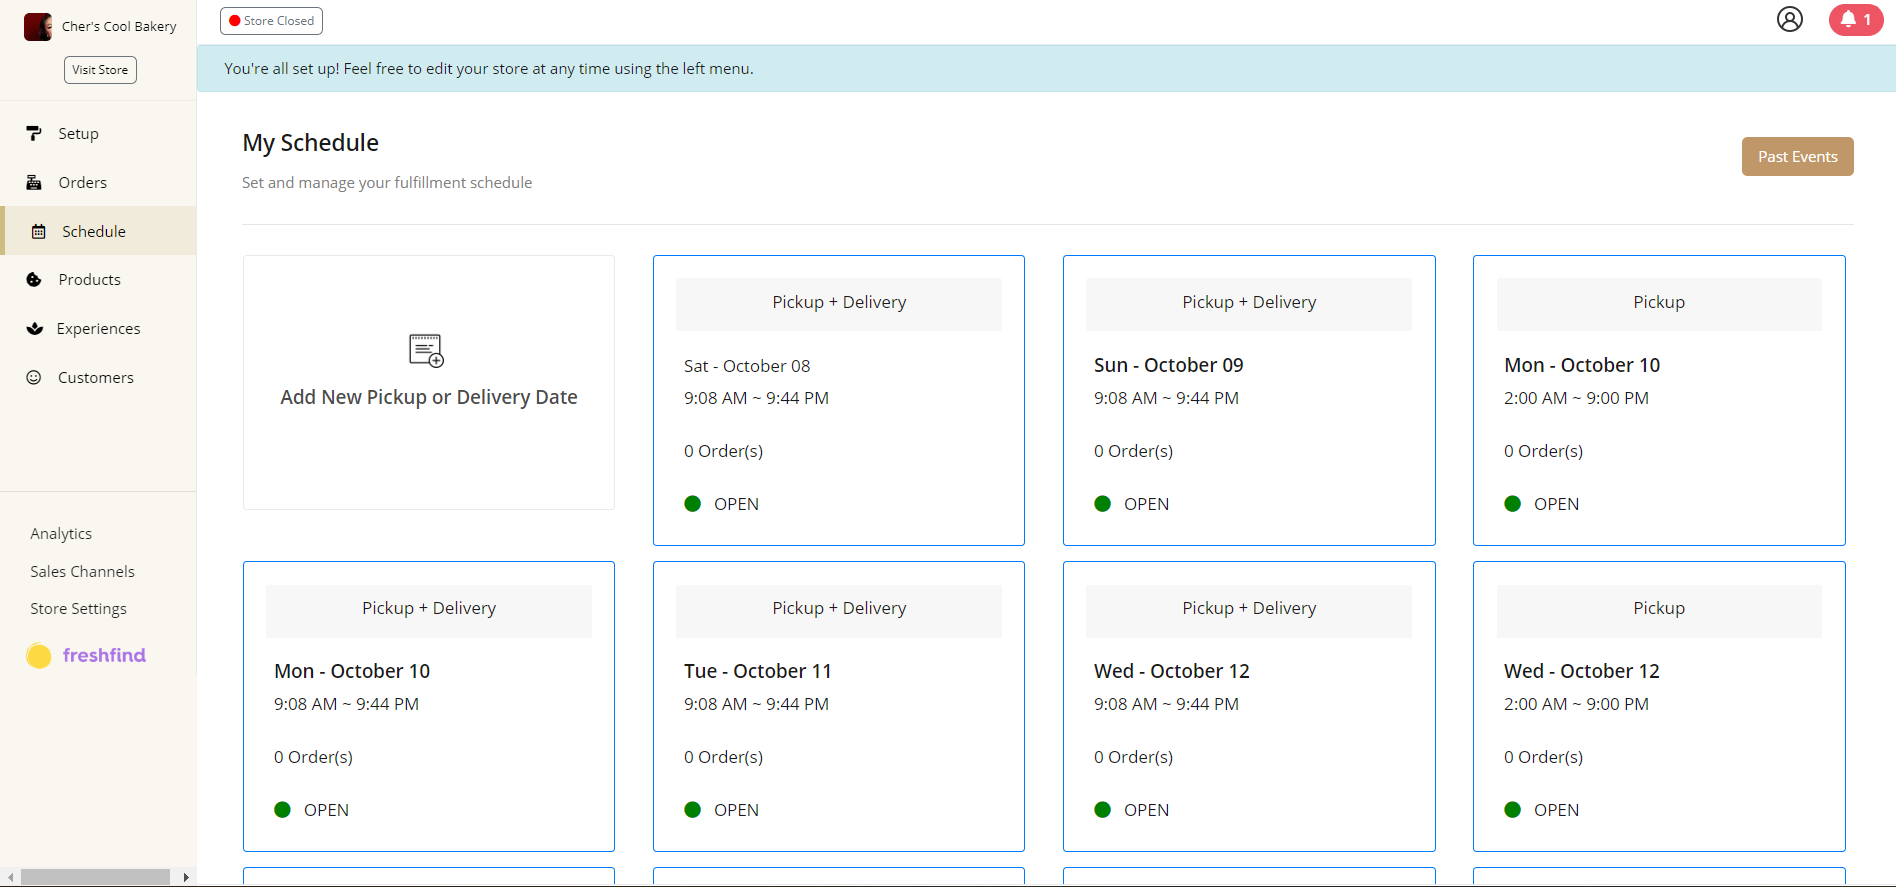 Cher's Cool Bakery
Visit Store
Setup
Orders
Schedule
Products
Experiences
Customers
Analytics
Sales Channels
Store Settings
freshfind
Store Closed
1
You're all set up! Feel free to edit your store at any time using the left menu.
My Schedule
Past Events
Set and manage your fulfillment schedule
Add New Pickup or Delivery Date
Pickup + Delivery
Sat - October 08
9:08 AM ~ 9:44 PM
0 Order(s)
OPEN
Pickup + Delivery
Sun - October 09
9:08 AM ~ 9:44 PM
0 Order(s)
OPEN
Pickup
Mon - October 10
2:00 AM ~ 9:00 PM
0 Order(s)
OPEN
Pickup + Delivery
Mon - October 10
9:08 AM ~ 9:44 PM
0 Order(s)
OPEN
Pickup + Delivery
Tue - October 11
9:08 AM ~ 9:44 PM
0 Order(s)
OPEN
Pickup + Delivery
Wed - October 12
9:08 AM ~ 9:44 PM
0 Order(s)
OPEN
Pickup
Wed - October 12
2:00 AM ~ 9:00 PM
0 Order(s)
OPEN